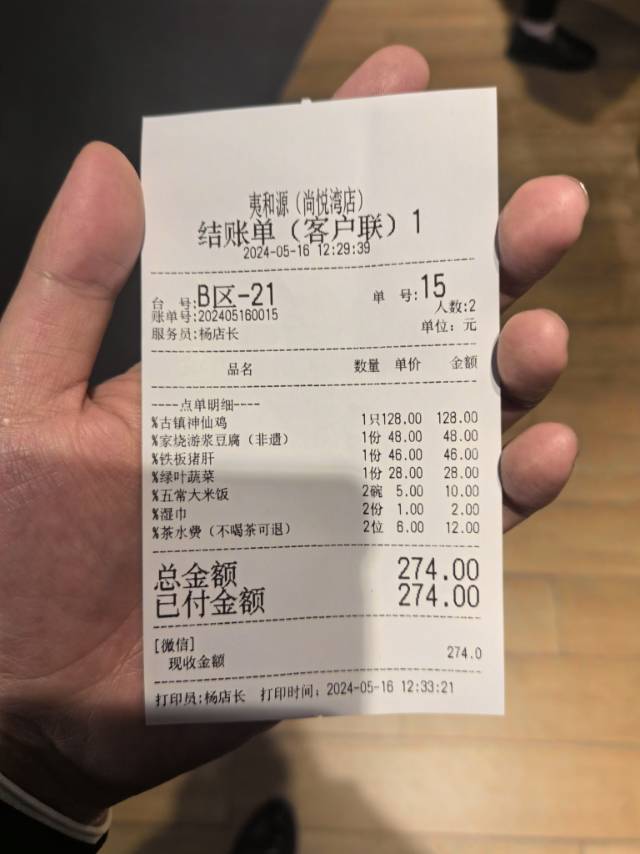 夷和源（尚悦湾店）
结账单（客户联）1
2024-05-16 12:29:39
台 号:B区-21 单 号:15
账单号:202405160015 人数:2
服务员:杨店长 单位: 元
品名 数量 单价 金额
----点单明细----
%古镇神仙鸡 1只128.00 128.00
%家烧游浆豆腐（非遗） 1份 48.00 48.00
%铁板猪肝 1份 46.00 46.00
%绿叶蔬菜 1份 28.00 28.00
%五常大米饭 2碗 5.00 10.00
%湿巾 2份 1.00 2.00
%茶水费（不喝茶可退） 2位 6.00 12.00
总金额 274.00
已付金额 274.00
[微信]
现收金额 274.0
打印员:杨店长 打印时间: 2024-05-16 12:33:21